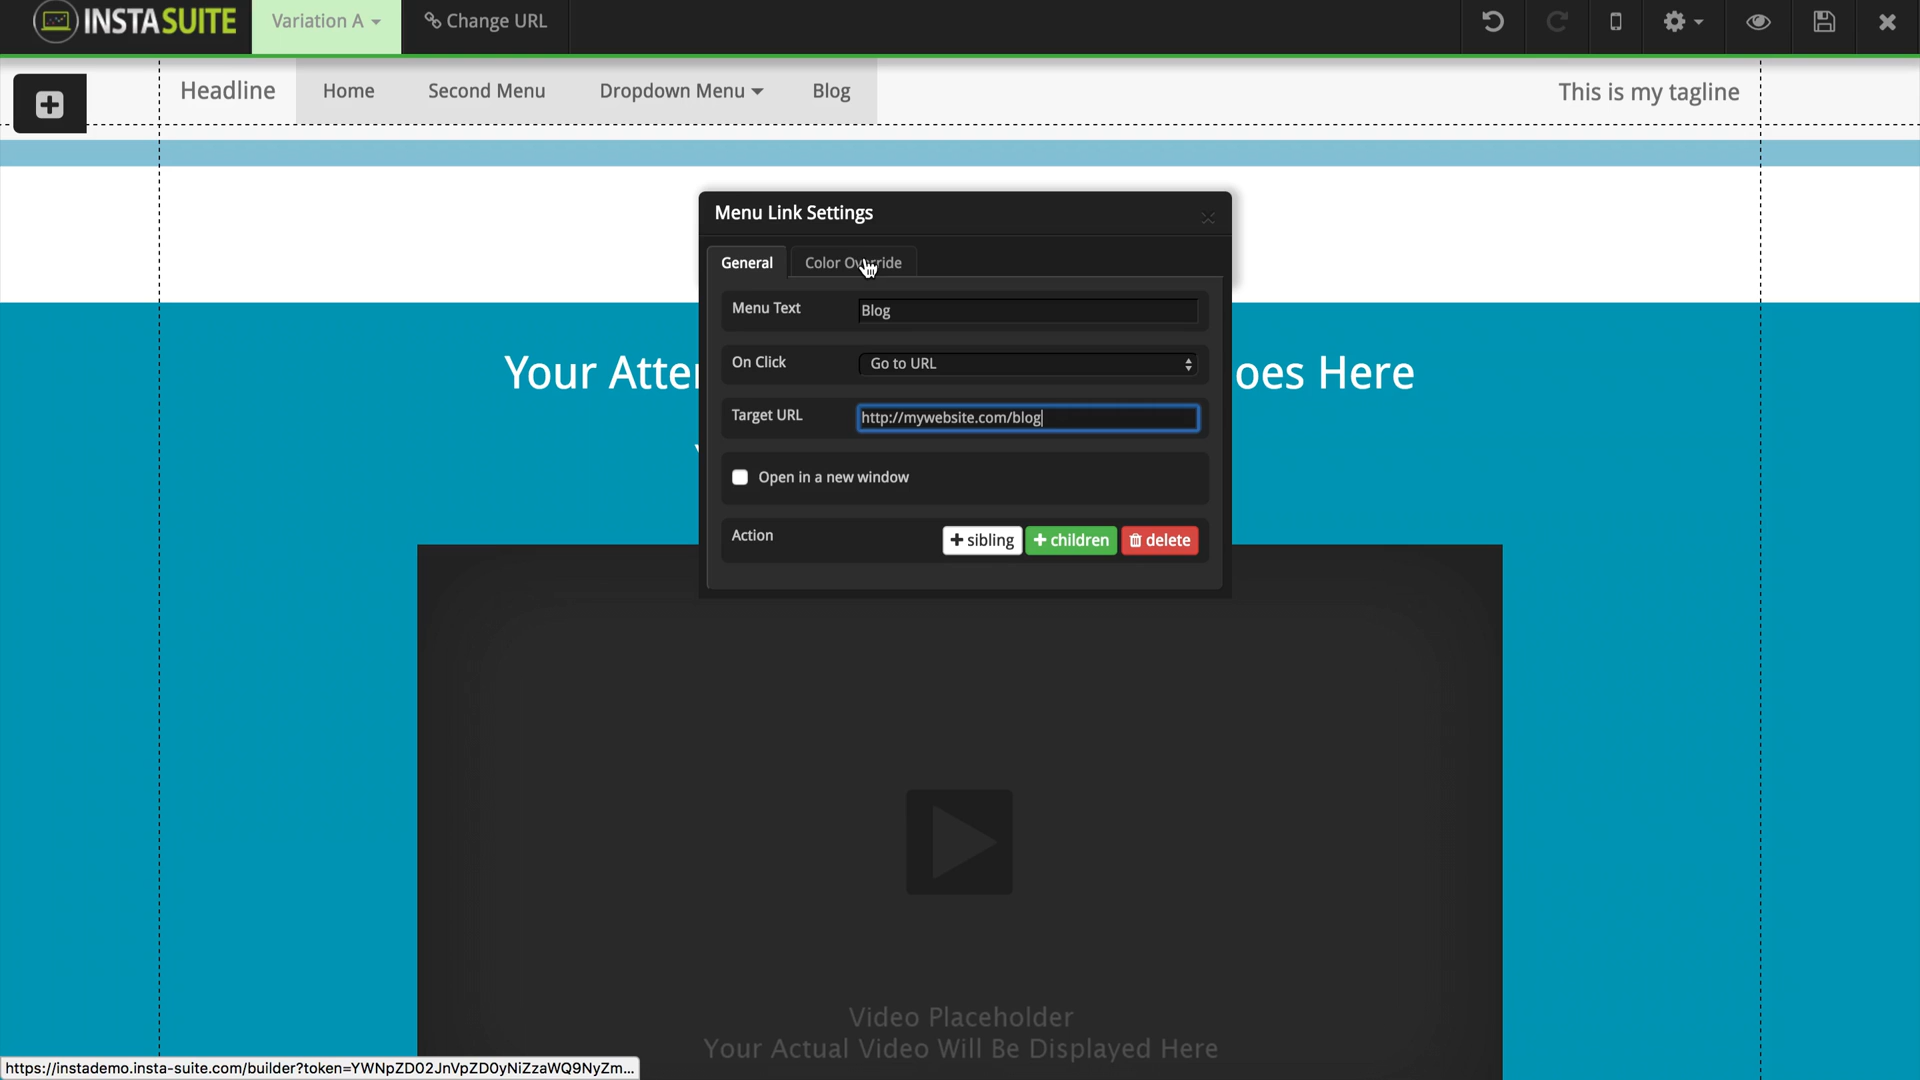 INSTASUITE
Variation A
Change URL
Headline
Home
Second Menu
Dropdown Menu
Blog
This is my tagline
Menu Link Settings
General
Color Override
Menu Text
Blog
On Click
Go to URL
Target URL
http://mywebsite.com/blog
Open in a new window
Action
sibling
children
delete
Your Atte
oes Here
Video Placeholder
Your Actual Video Will Be Displayed Here
https://instademo.insta-suite.com/builder?token=YWNpZD02JnVpZD0yNiZzaWQ9NyZm...